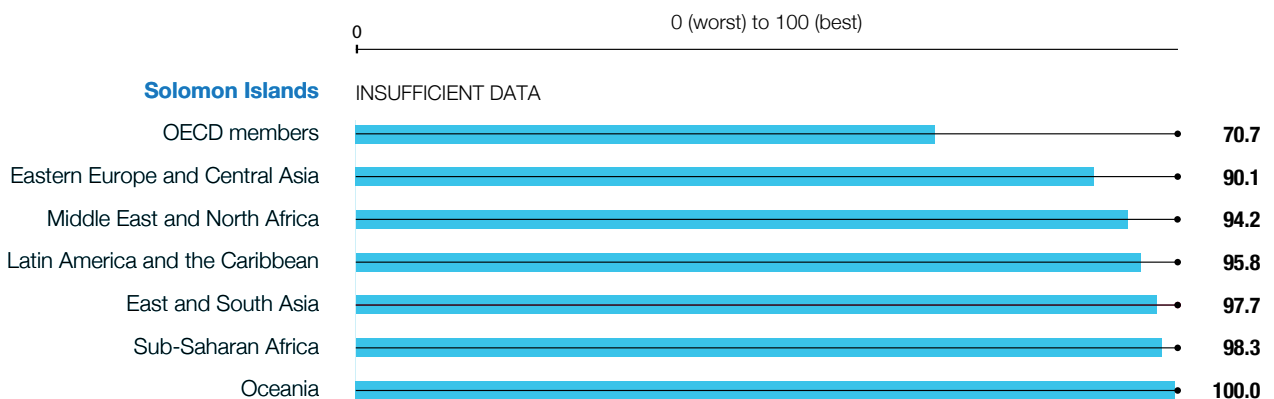 0 (worst) to 100 (best)
0
Solomon Islands INSUFFICIENT DATA
OECD members 70.7
Eastern Europe and Central Asia 90.1
Middle East and North Africa 94.2
Latin America and the Caribbean 95.8
East and South Asia 97.7
Sub-Saharan Africa 98.3
Oceania 100.0